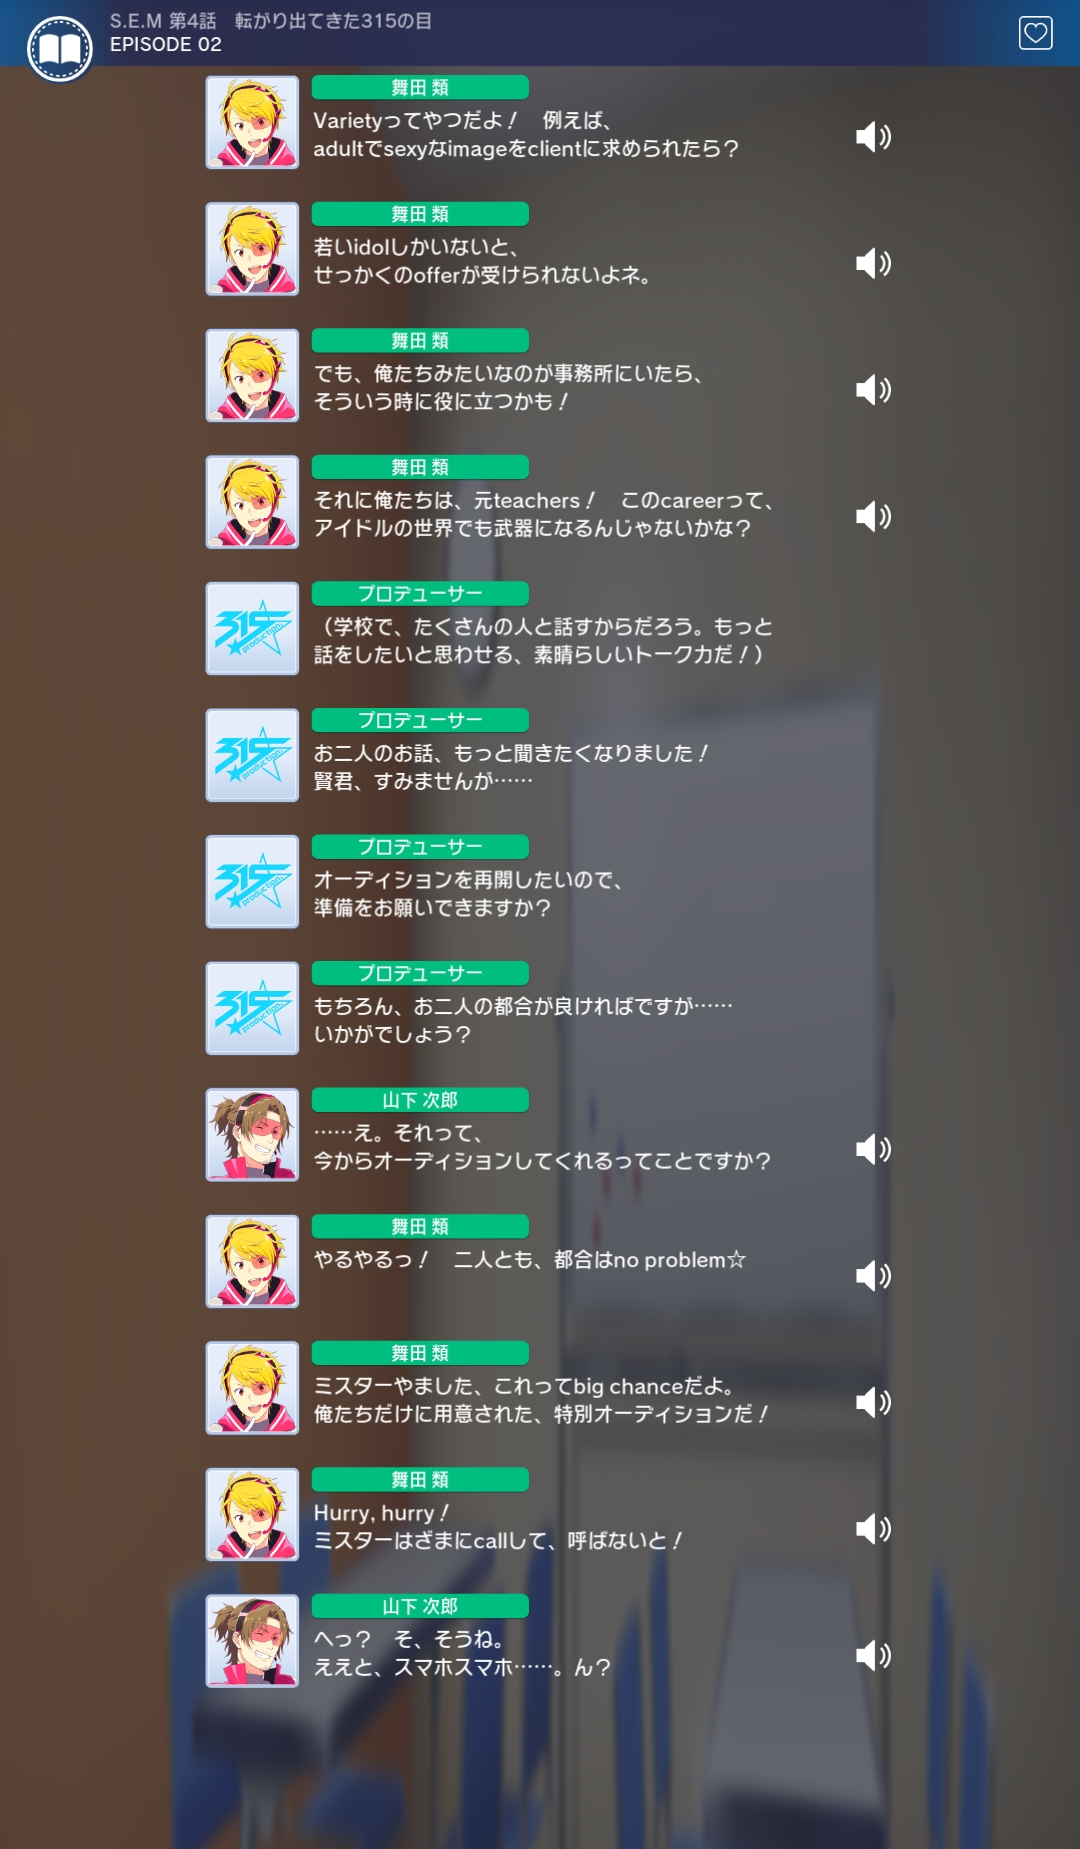 S.E.M 第4話　転がり出てきた315の目
EPISODE 02
舞田 類
Varietyってやつだよ！　例えば、
adultでsexyなimageをclientに求められたら？
舞田 類
若いidolしかいないと、
せっかくのofferが受けられないよネ。
舞田 類
でも、俺たちみたいなのが事務所にいたら、
そういう時に役に立つかも！
舞田 類
それに俺たちは、元teachers！　このcareerって、
アイドルの世界でも武器になるんじゃないかな？
315 production
プロデューサー
（学校で、たくさんの人と話すからだろう。もっと
話をしたいと思わせる、素晴らしいトーク力だ！）
315 production
プロデューサー
お二人のお話、もっと聞きたくなりました！
賢君、すみませんが……
315 production
プロデューサー
オーディションを再開したいので、
準備をお願いできますか？
315 production
プロデューサー
もちろん、お二人の都合が良ければですが……
いかがでしょう？
山下 次郎
……え。それって、
今からオーディションしてくれるってことですか？
舞田 類
やるやるっ！　二人とも、都合はno problem☆
舞田 類
ミスターやました、これってbig chanceだよ。
俺たちだけに用意された、特別オーディションだ！
舞田 類
Hurry, hurry！
ミスターはざまにcallして、呼ばないと！
山下 次郎
へっ？　そ、そうね。
ええと、スマホスマホ……。ん？